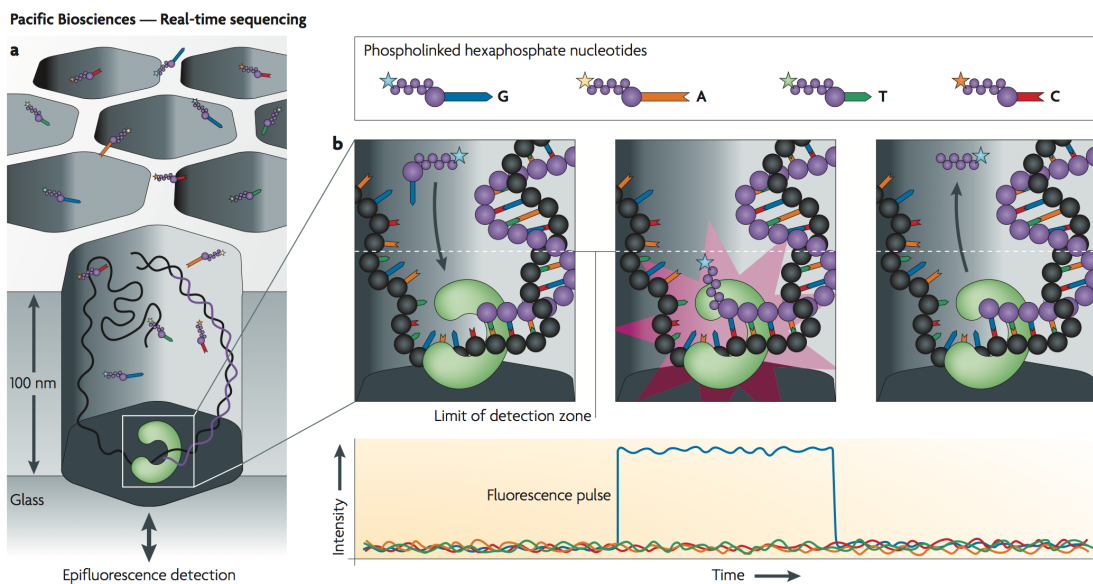 Pacific Biosciences — Real-time sequencing
a
Phospholinked hexaphosphate nucleotides
G
A
T
C
b
100 nm
Limit of detection zone
Glass
Fluorescence pulse
Intensity
Epifluorescence detection
Time